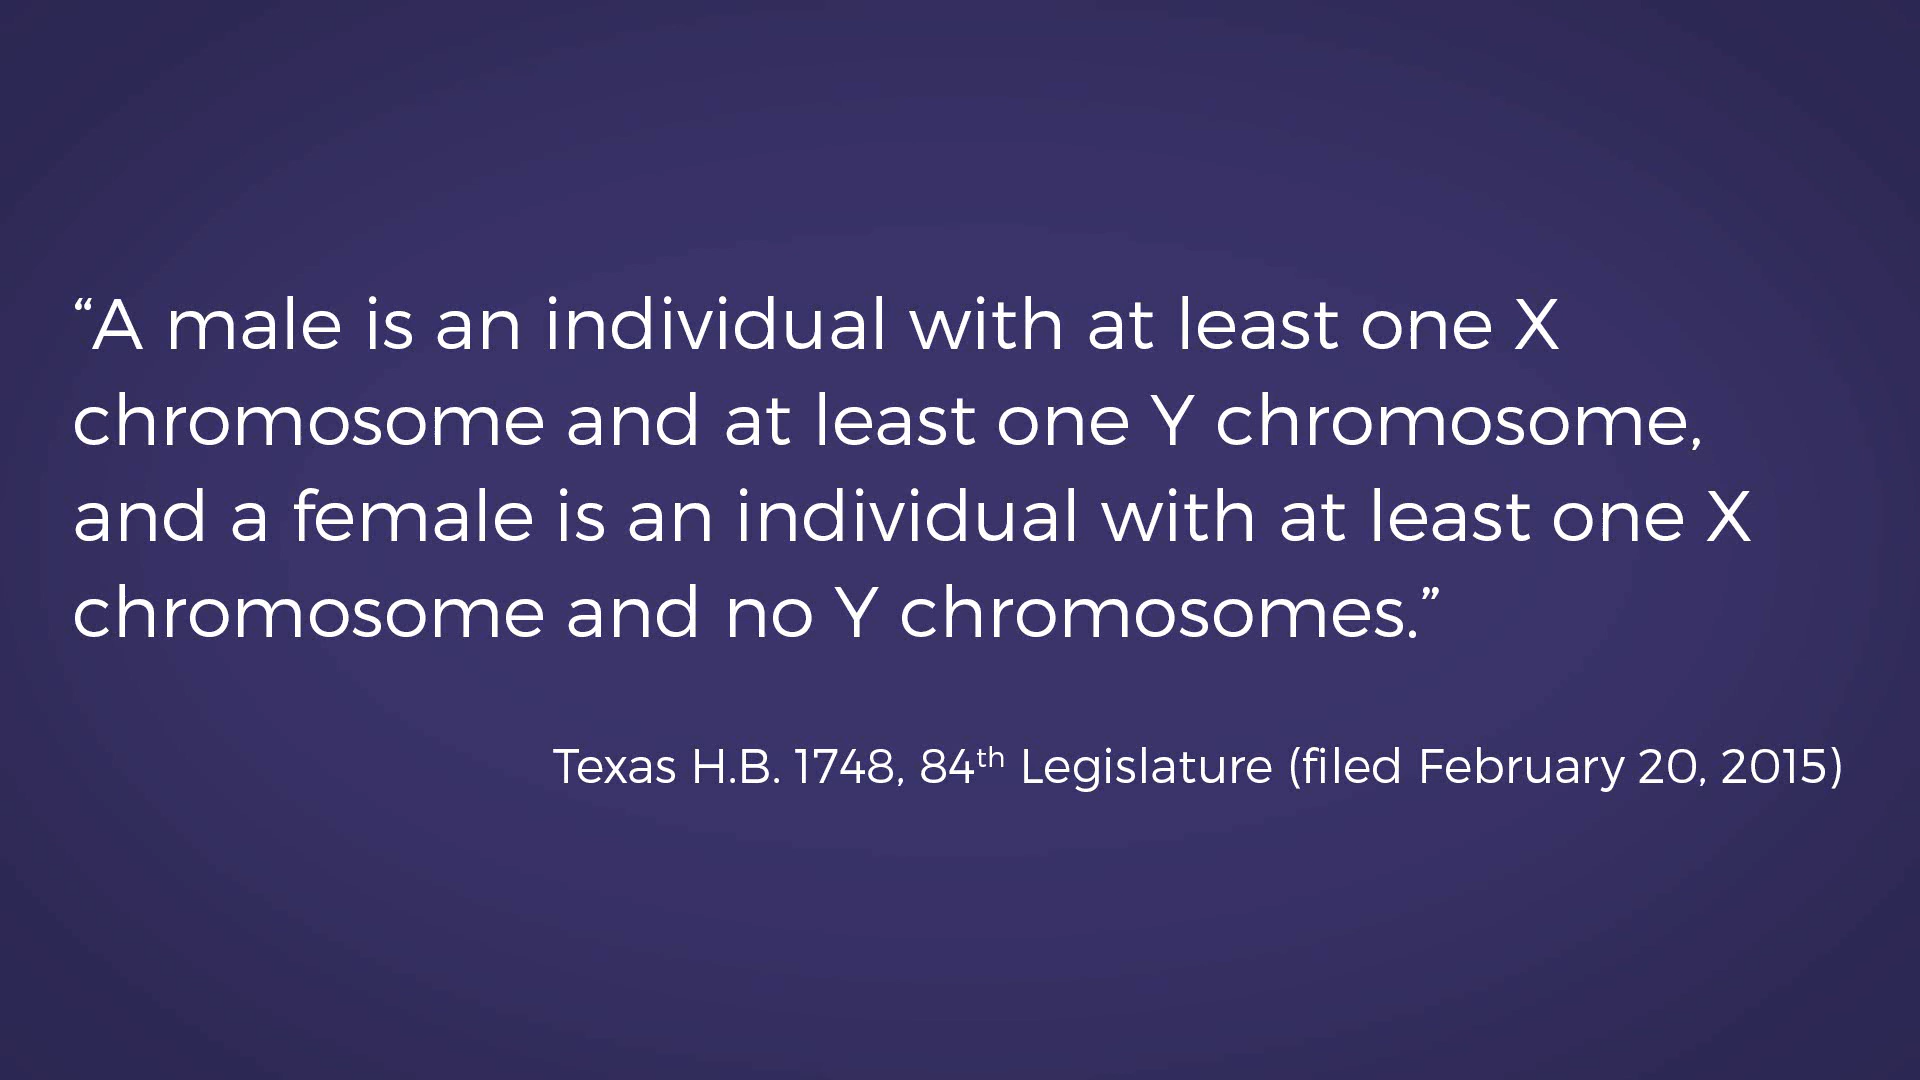 “A male is an individual with at least one X
chromosome and at least one Y chromosome,
and a female is an individual with at least one X
chromosome and no Y chromosomes.”
Texas H.B. 1748, 84th Legislature (filed February 20, 2015)